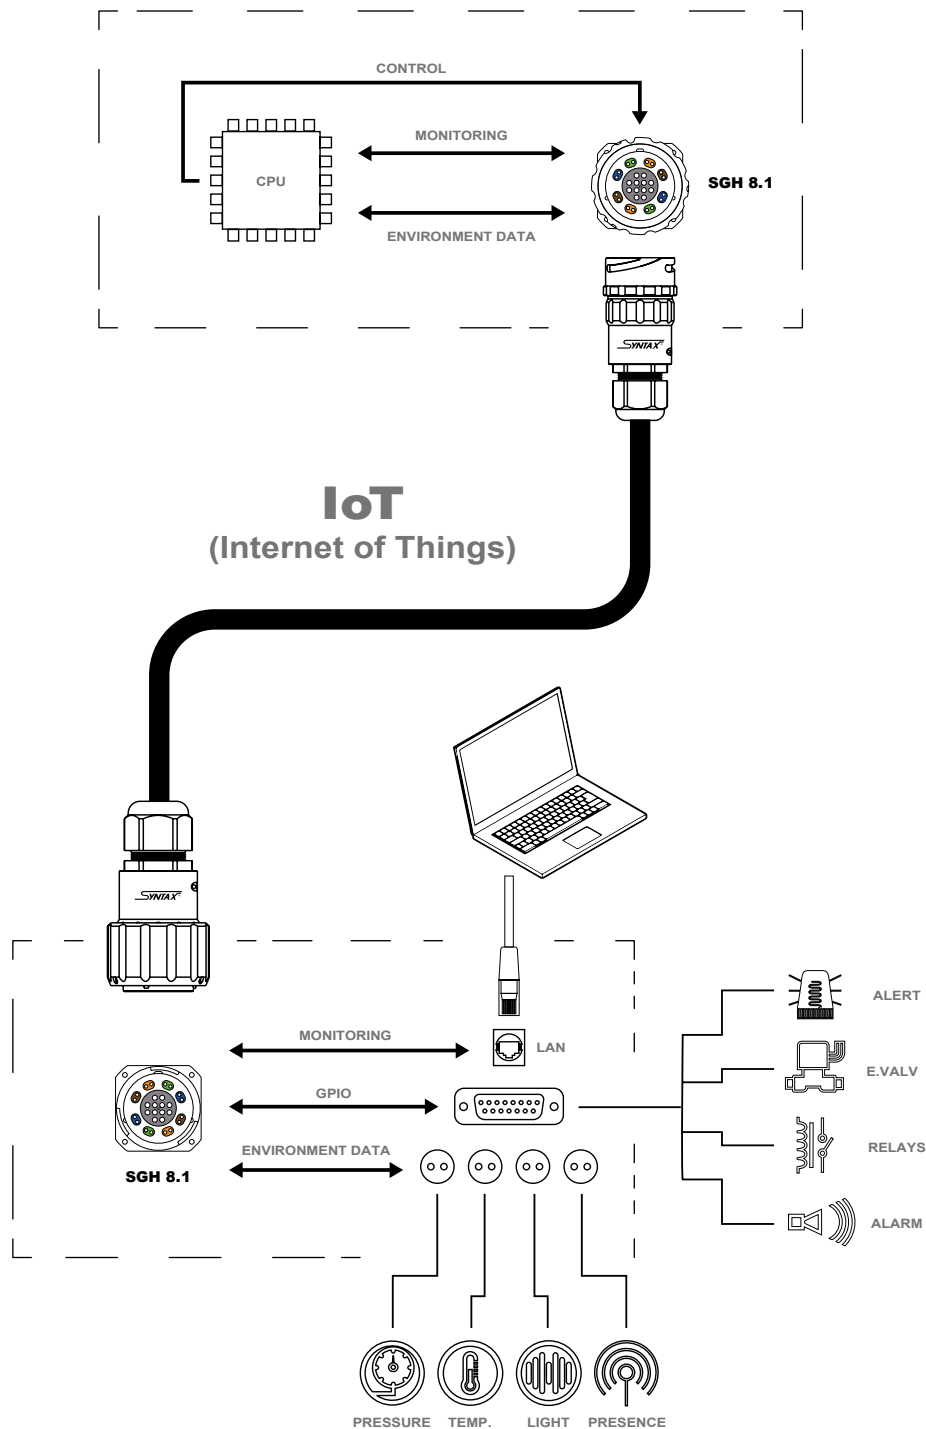 CONTROL
MONITORING
CPU
SGH 8.1
ENVIRONMENT DATA
SYNTAX
IoT
(Internet of Things)
SYNTAX
MONITORING
LAN
GPIO
ENVIRONMENT DATA
SGH 8.1
ALERT
E.VALV
RELAYS
ALARM
PRESSURE TEMP. LIGHT PRESENCE